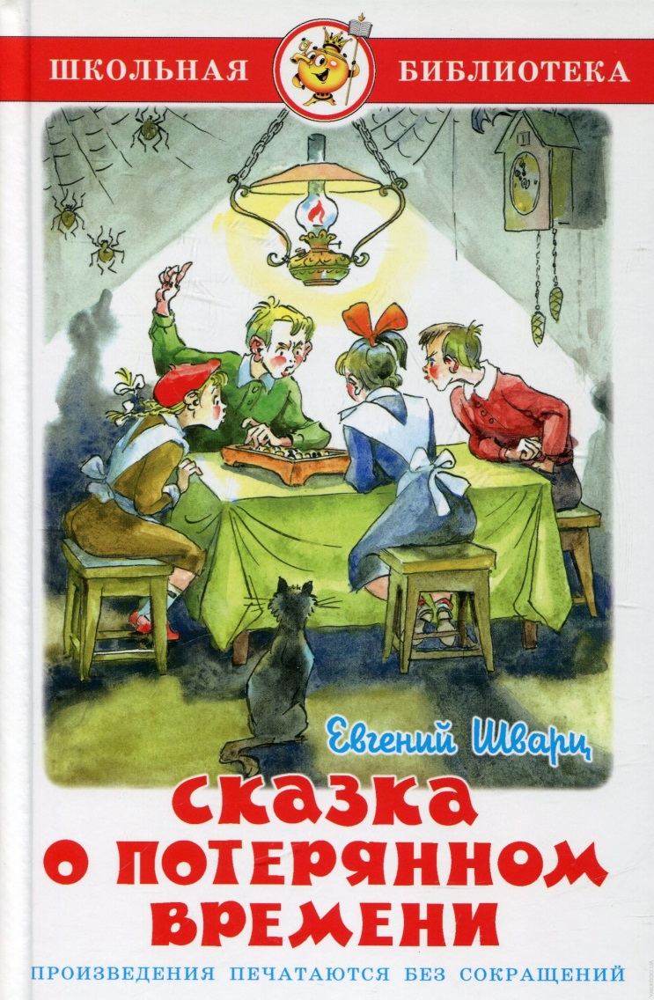 ШКОЛЬНАЯ БИБЛИОТЕКА
Евгений Шварц
Сказка
о потерянном
времени
ПРОИЗВЕДЕНИЯ ПЕЧАТАЮТСЯ БЕЗ СОКРАЩЕНИЙ